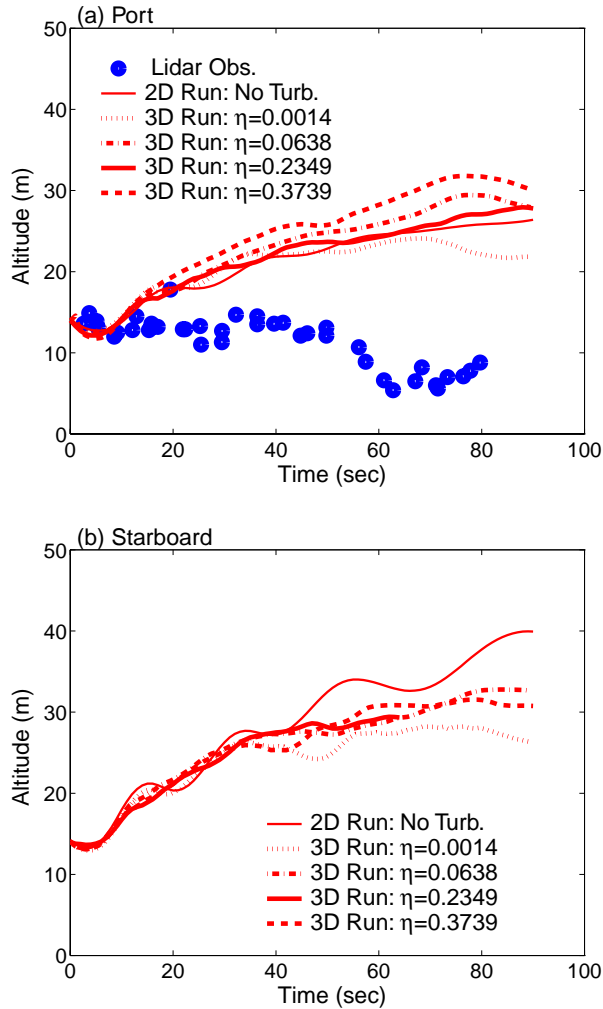 (a) Port
50
40
30
20
10
0
Altitude (m)
Lidar Obs.
2D Run: No Turb.
3D Run: η=0.0014
3D Run: η=0.0638
3D Run: η=0.2349
3D Run: η=0.3739
0 20 40 60 80 100
Time (sec)
(b) Starboard
50
40
30
20
10
0
Altitude (m)
2D Run: No Turb.
3D Run: η=0.0014
3D Run: η=0.0638
3D Run: η=0.2349
3D Run: η=0.3739
0 20 40 60 80 100
Time (sec)